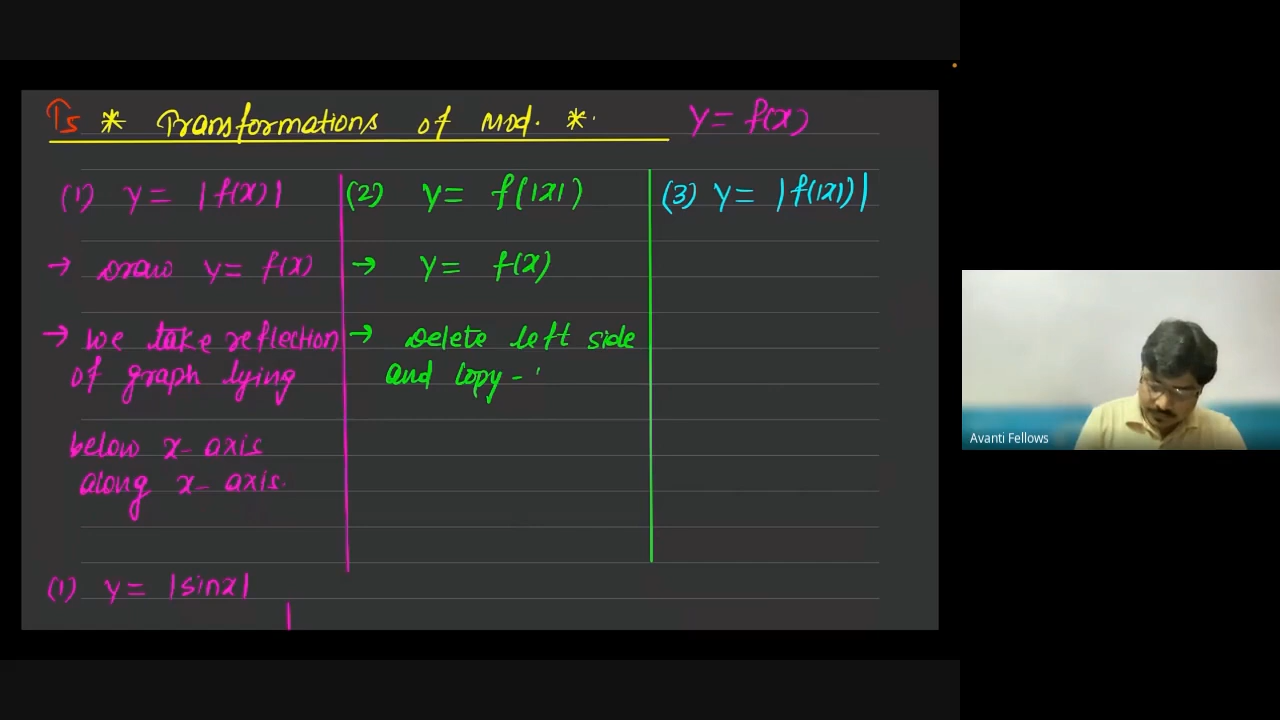 Ts * Transformations of Mod. *. y = f(x)
(1) y = |f(x)|
→ Draw y = f(x)
→ we take reflection
of graph lying
below x-axis
along x-axis.
(1) y = |sinx|
(2) y = f(|x|)
→ y = f(x)
→ Delete left side
and copy -
(3) y = |f(|x|)|
Avanti Fellows